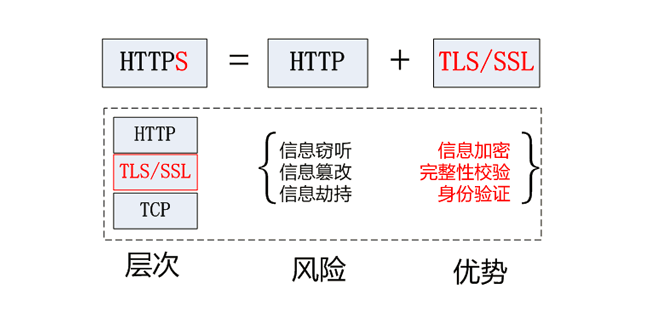 HTTPS = HTTP + TLS/SSL
HTTP
TLS/SSL
TCP
信息窃听
信息篡改
信息劫持
信息加密
完整性校验
身份验证
层次 风险 优势